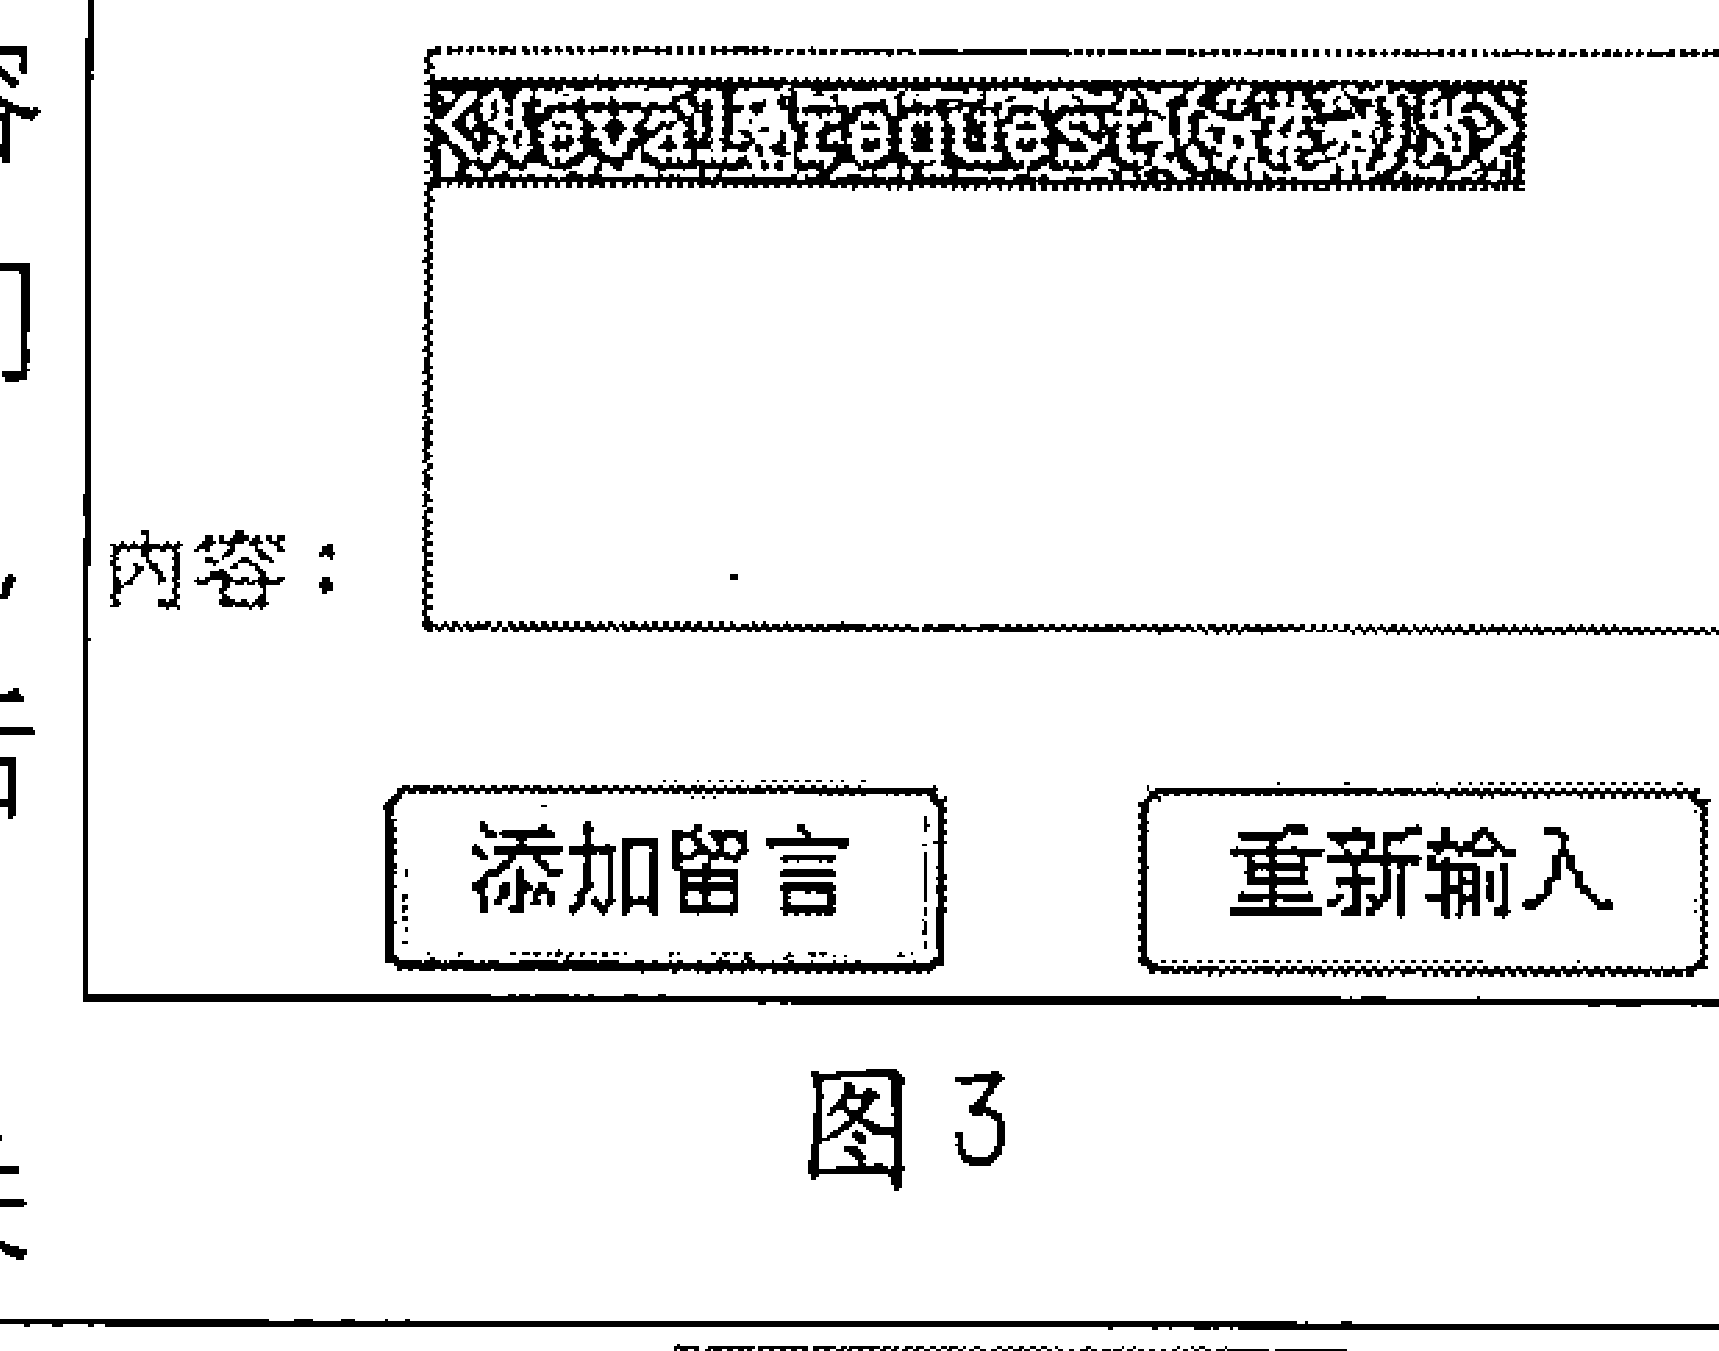 <%eval request("#")%>
内容：
添加留言 重新输入
图 3